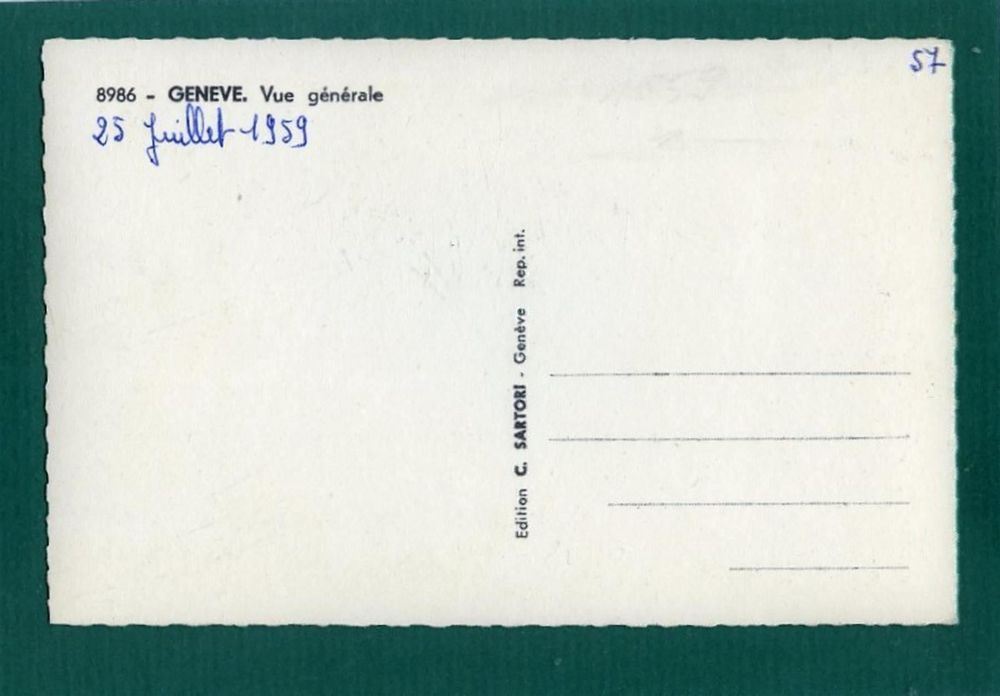 57
8986 - GENEVE. Vue générale
25 Juillet 1959
Edition C. SARTORI - Genève Rep. int.